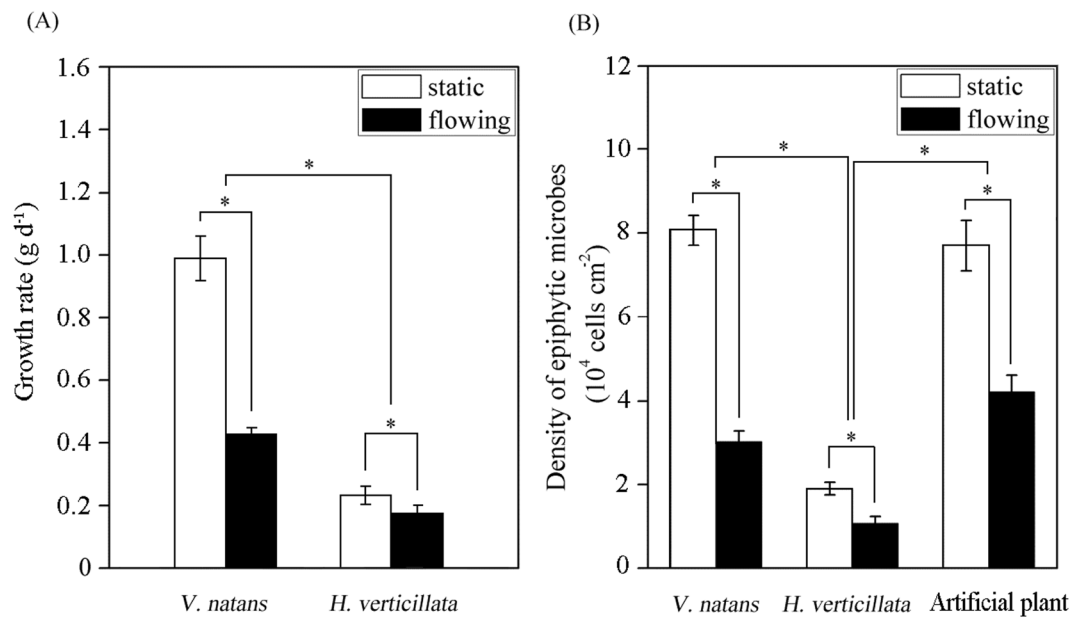 (A)
Growth rate (g d⁻¹)
1.6
1.4
1.2
1.0
0.8
0.6
0.4
0.2
0
static
flowing
*
*
*
V. natans
H. verticillata
(B)
Density of epiphytic microbes
(10⁴ cells cm⁻²)
12
10
8
6
4
2
0
static
flowing
*
*
*
*
*
V. natans
H. verticillata
Artificial plant